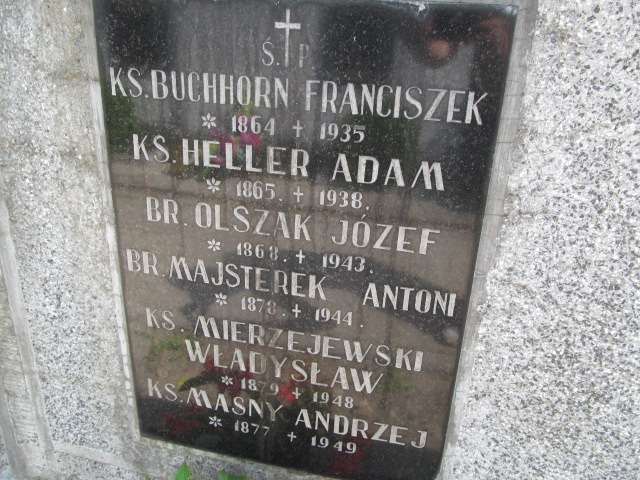 Ś. P
KS. BUCHHORN FRANCISZEK
* 1864 + 1935
KS. HELLER ADAM
* 1865. + 1938.
BR. OLSZAK JÓZEF
* 1868. + 1943.
BR. MAJSTEREK ANTONI
* 1878. + 1944.
KS. MIERZEJEWSKI
WŁADYSŁAW
* 1879 + 1948
KS. MASNY ANDRZEJ
* 1877 + 1949